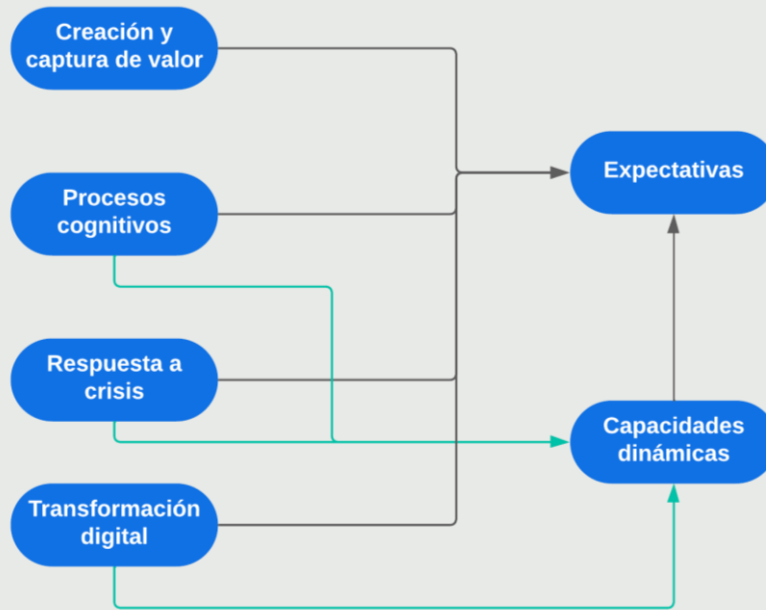 Creación y
captura de valor
Procesos
cognitivos
Respuesta a
crisis
Transformación
digital
Expectativas
Capacidades
dinámicas